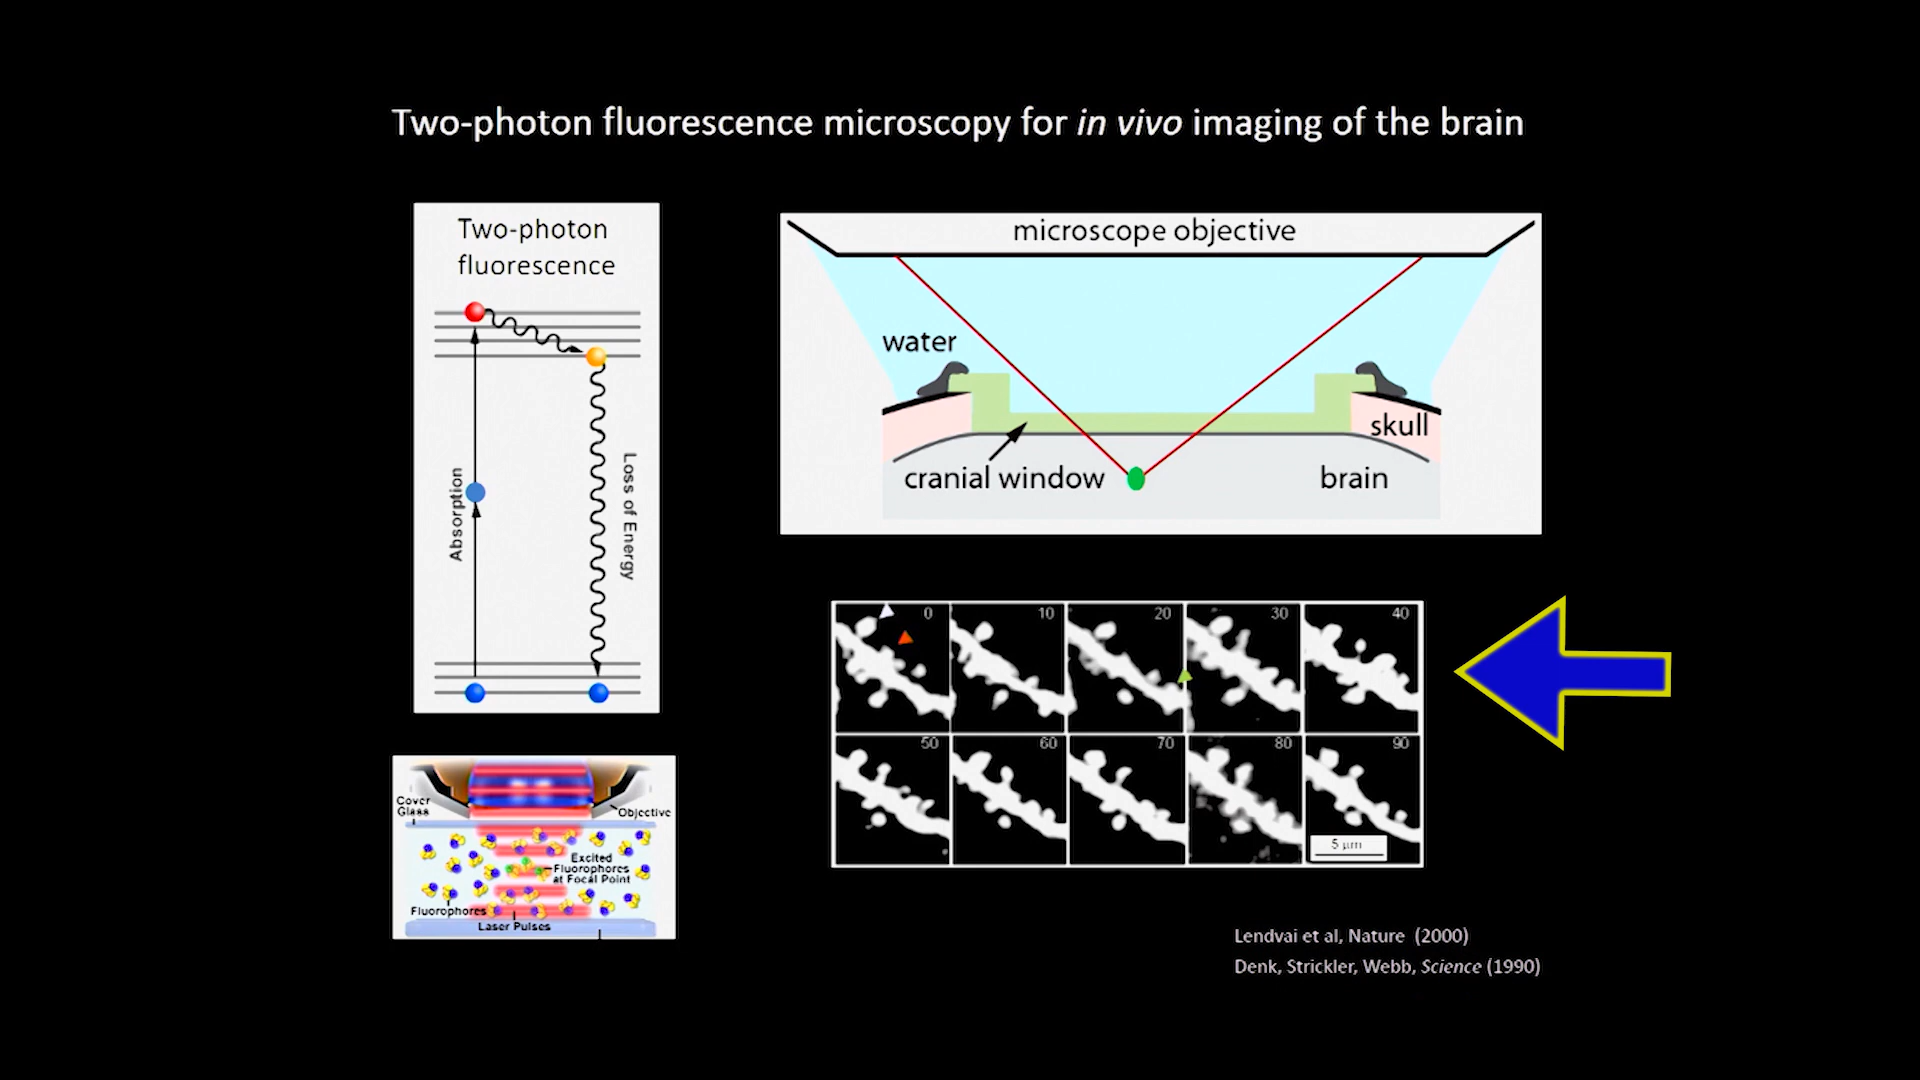 Two-photon fluorescence microscopy for in vivo imaging of the brain
Two-photon
fluorescence
Absorption
Loss of Energy
microscope objective
water
skull
cranial window
brain
0
10
20
30
40
50
60
70
80
90
5 µm
Cover
Glass
Objective
Excited
Fluorophores
at Focal Point
Fluorophores
Laser Pulses
Lendvai et al, Nature (2000)
Denk, Strickler, Webb, Science (1990)